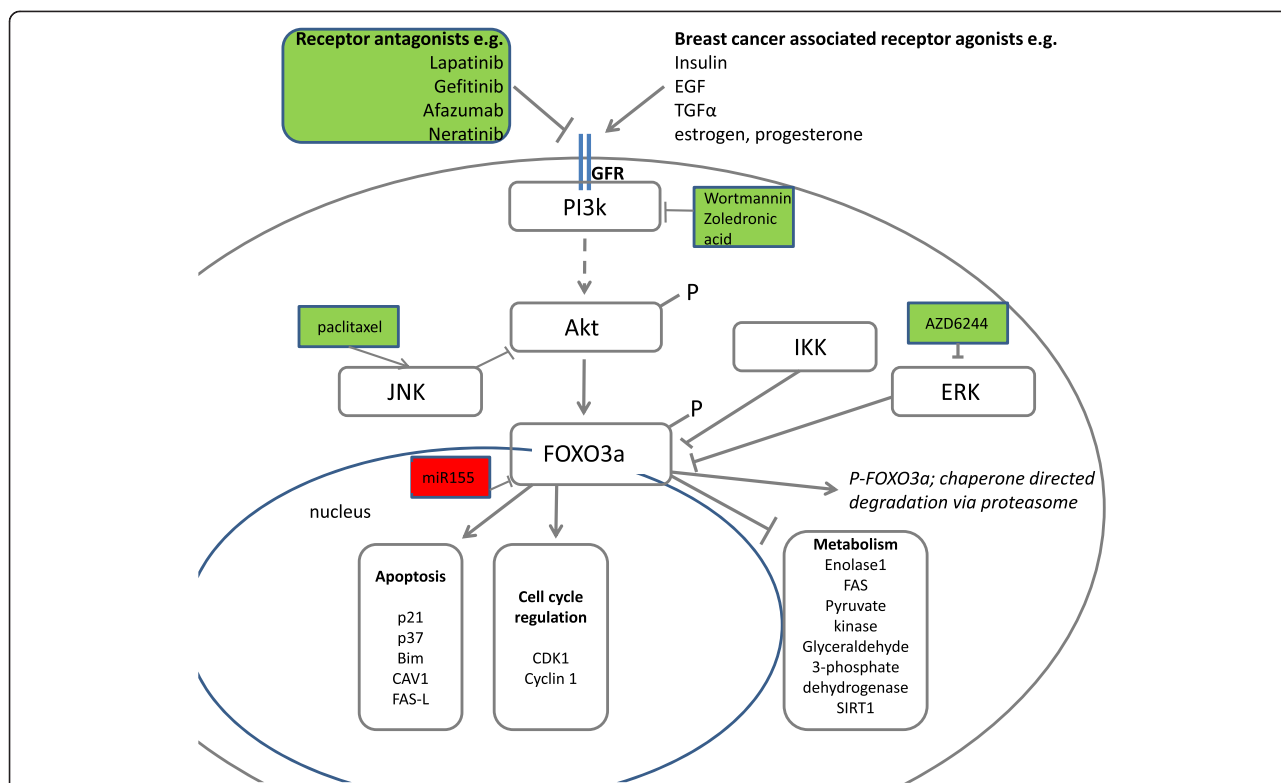 Receptor antagonists e.g.
Lapatinib
Gefitinib
Afazumab
Neratinib
Breast cancer associated receptor agonists e.g.
Insulin
EGF
TGFα
estrogen, progesterone
GFR
PI3k
Wortmannin
Zoledronic
acid
P
Akt
paclitaxel
JNK
IKK
AZD6244
ERK
P
FOXO3a
miR155
nucleus
P-FOXO3a; chaperone directed
degradation via proteasome
Apoptosis
p21
p37
Bim
CAV1
FAS-L
Cell cycle
regulation
CDK1
Cyclin 1
Metabolism
Enolase1
FAS
Pyruvate
kinase
Glyceraldehyde
3-phosphate
dehydrogenase
SIRT1